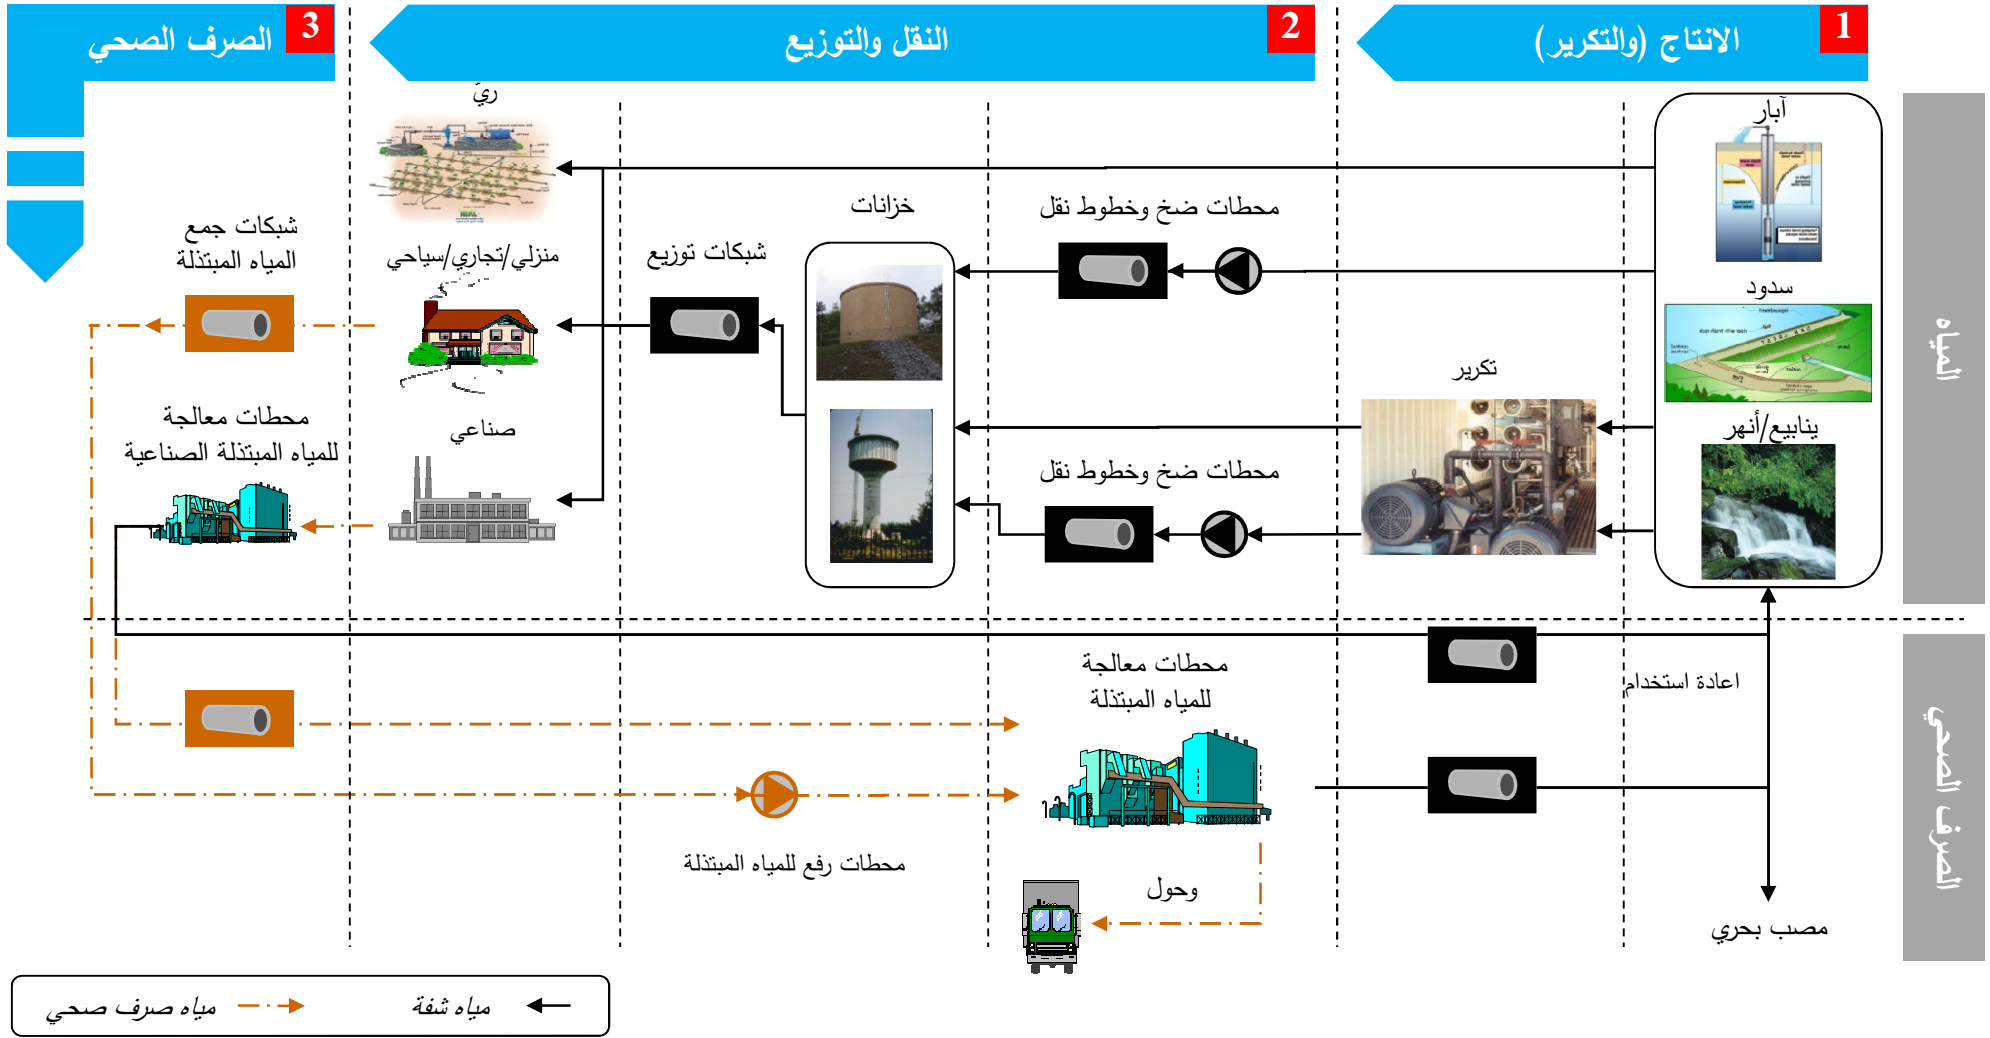 1
الانتاج (والتكرير)
2
النقل والتوزيع
3
الصرف الصحي
المياه
آبار
سدود
ينابيع/أنهر
تكرير
محطات ضخ وخطوط نقل
محطات ضخ وخطوط نقل
خزانات
شبكات توزيع
ريّ
منزلي/تجاري/سياحي
صناعي
شبكات جمع
المياه المبتذلة
محطات معالجة
للمياه المبتذلة الصناعية
الصرف الصحي
اعادة استخدام
محطات معالجة
للمياه المبتذلة
محطات رفع للمياه المبتذلة
وحول
مصب بحري
مياه شفة
مياه صرف صحي